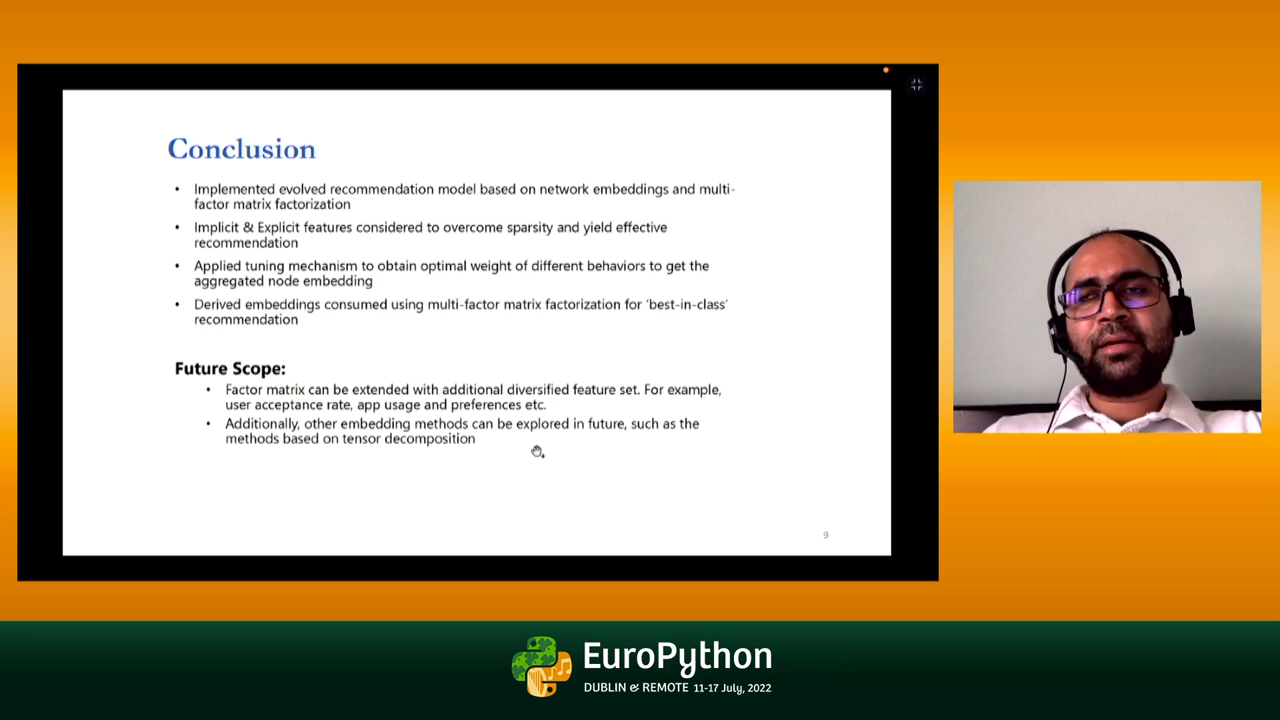 Conclusion
• Implemented evolved recommendation model based on network embeddings and multi-
factor matrix factorization
• Implicit & Explicit features considered to overcome sparsity and yield effective
recommendation
• Applied tuning mechanism to obtain optimal weight of different behaviors to get the
aggregated node embedding
• Derived embeddings consumed using multi-factor matrix factorization for ‘best-in-class’
recommendation
Future Scope:
• Factor matrix can be extended with additional diversified feature set. For example,
user acceptance rate, app usage and preferences etc.
• Additionally, other embedding methods can be explored in future, such as the
methods based on tensor decomposition
9
EuroPython
DUBLIN & REMOTE 11-17 July, 2022